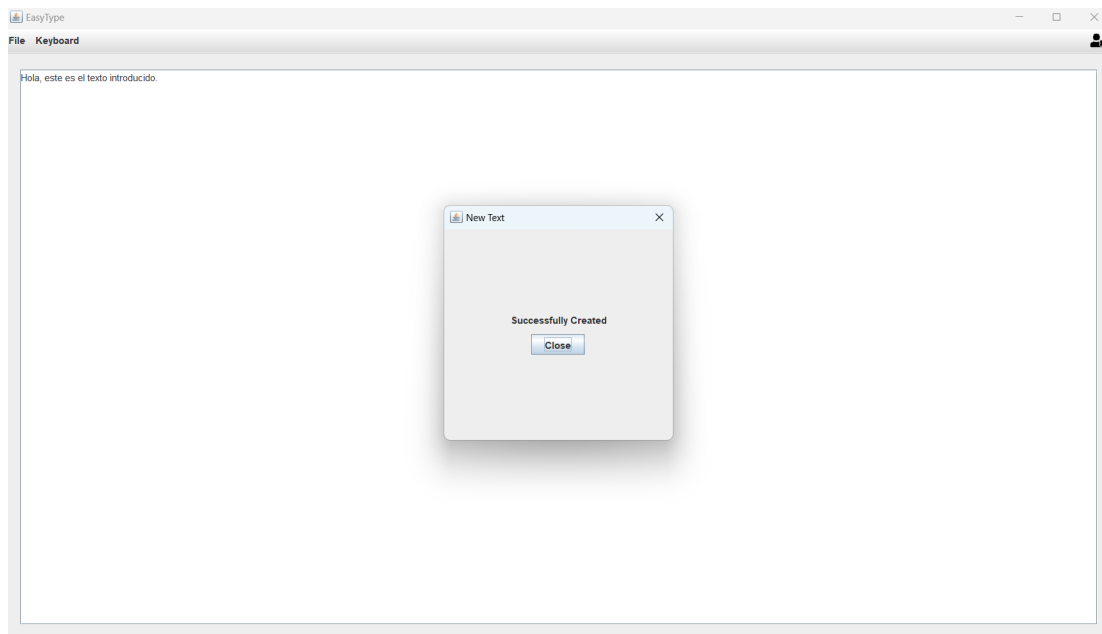 EasyType
File Keyboard
Hola, este es el texto introducido.
New Text
Successfully Created
Close